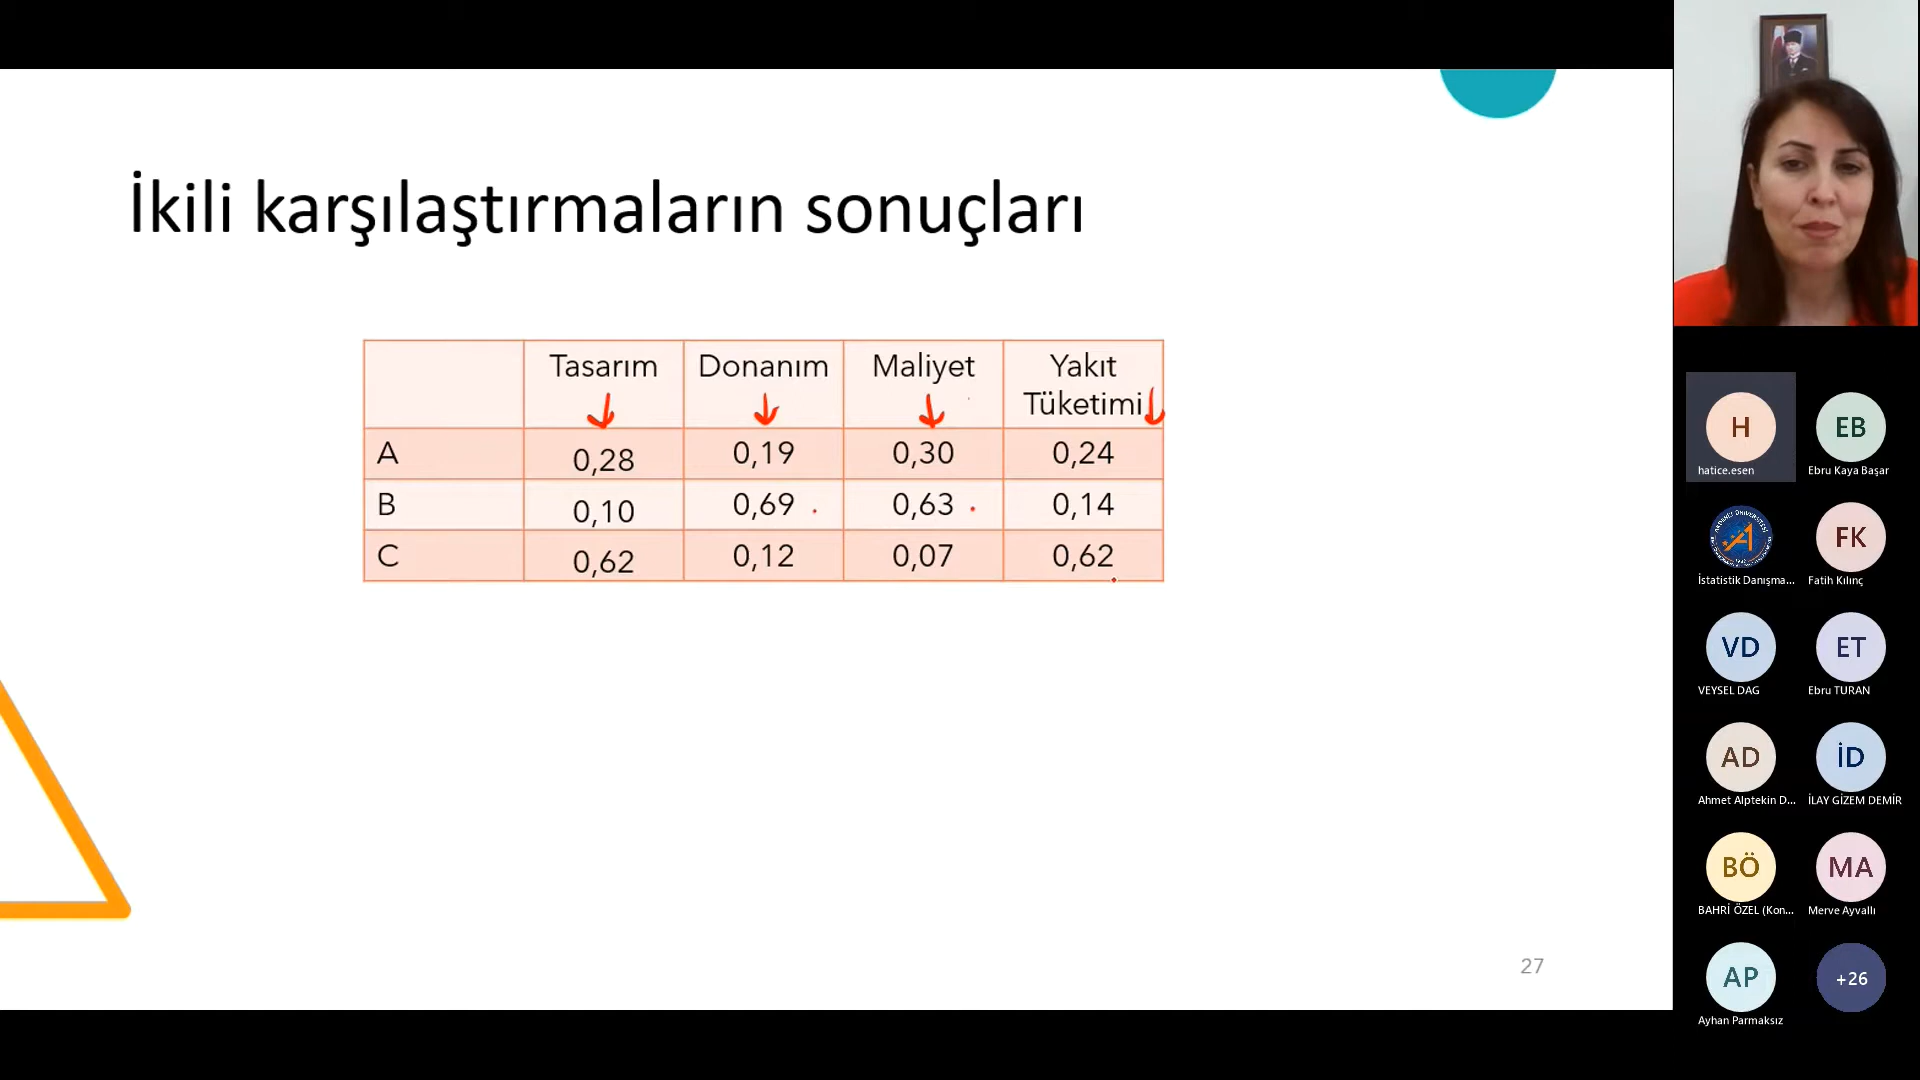 İkili karşılaştırmaların sonuçları
Tasarım Donanım Maliyet Yakıt
Tüketimi
A 0,28 0,19 0,30 0,24
B 0,10 0,69 0,63 0,14
C 0,62 0,12 0,07 0,62
27
H EB
hatice.esen Ebru Kaya Başar
FK
İstatistik Danışma... Fatih Kılınç
VD ET
VEYSEL DAG Ebru TURAN
AD İD
Ahmet Alptekin D... İLAY GİZEM DEMİR
BÖ MA
BAHRİ ÖZEL (Kon... Merve Ayvallı
AP +26
Ayhan Parmaksız